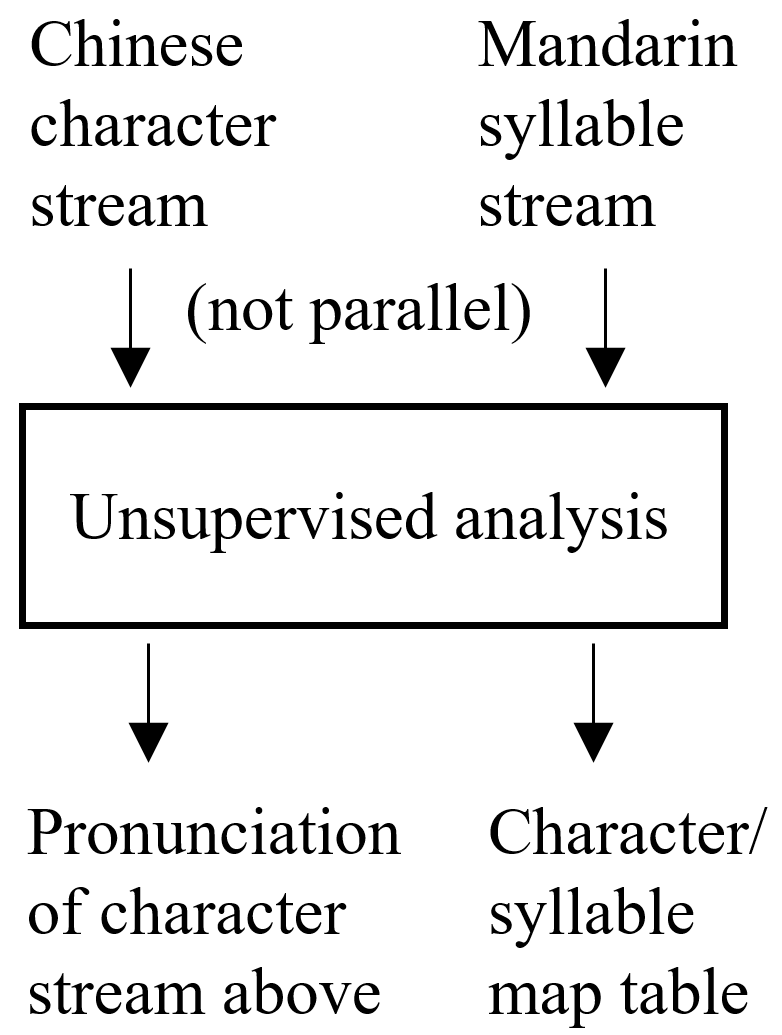 Chinese
character
stream
Mandarin
syllable
stream
(not parallel)
Unsupervised analysis
Pronunciation
of character
stream above
Character/
syllable
map table